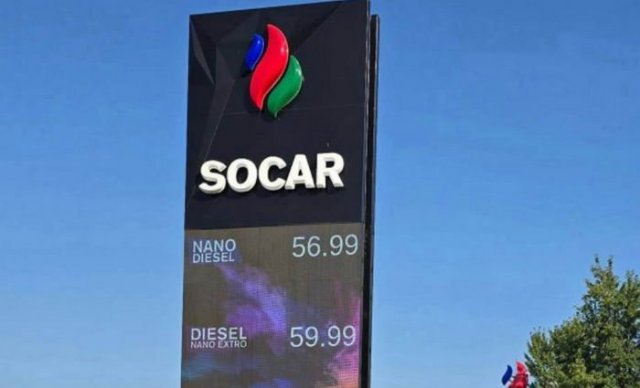 SOCAR
NANO 56.99
DIESEL
DIESEL 59.99
NANO EXTRO